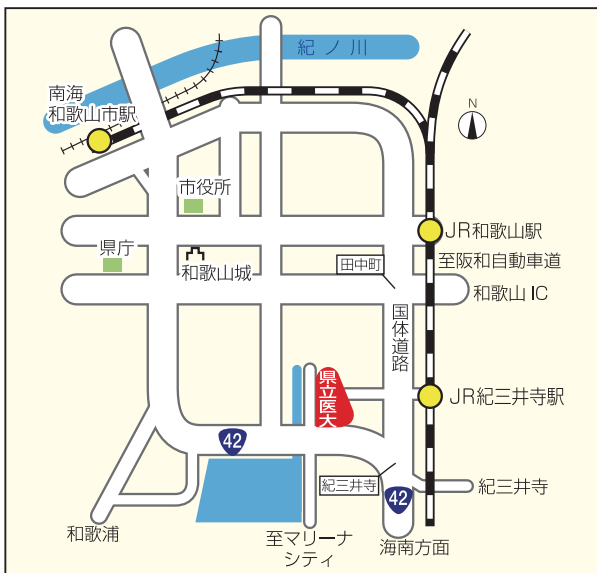 紀ノ川
南海
和歌山市駅
N
市役所
JR和歌山駅
県庁
和歌山城
田中町
至阪和自動車道
和歌山 IC
国体道路
県立医大
JR紀三井寺駅
42
紀三井寺
42
紀三井寺
和歌浦
至マリーナ
シティ
海南方面